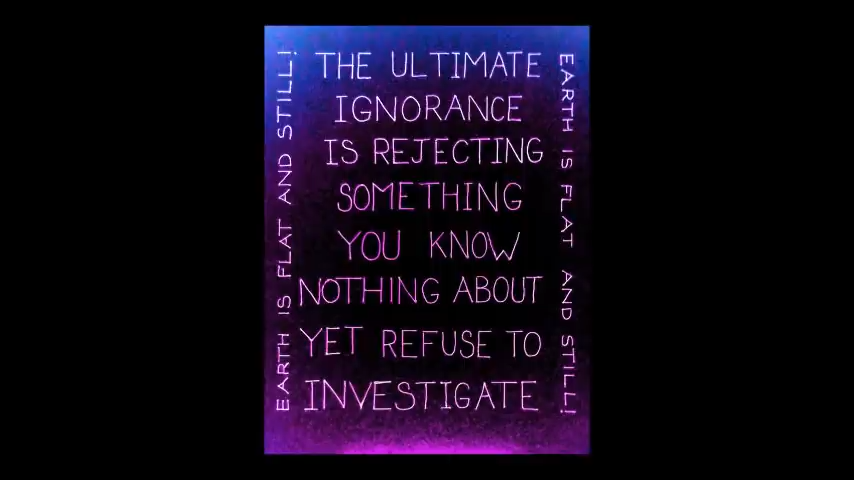 EARTH IS FLAT AND STILL!
THE ULTIMATE
IGNORANCE
IS REJECTING
SOMETHING
YOU KNOW
NOTHING ABOUT
YET REFUSE TO
INVESTIGATE
EARTH IS FLAT AND STILL!